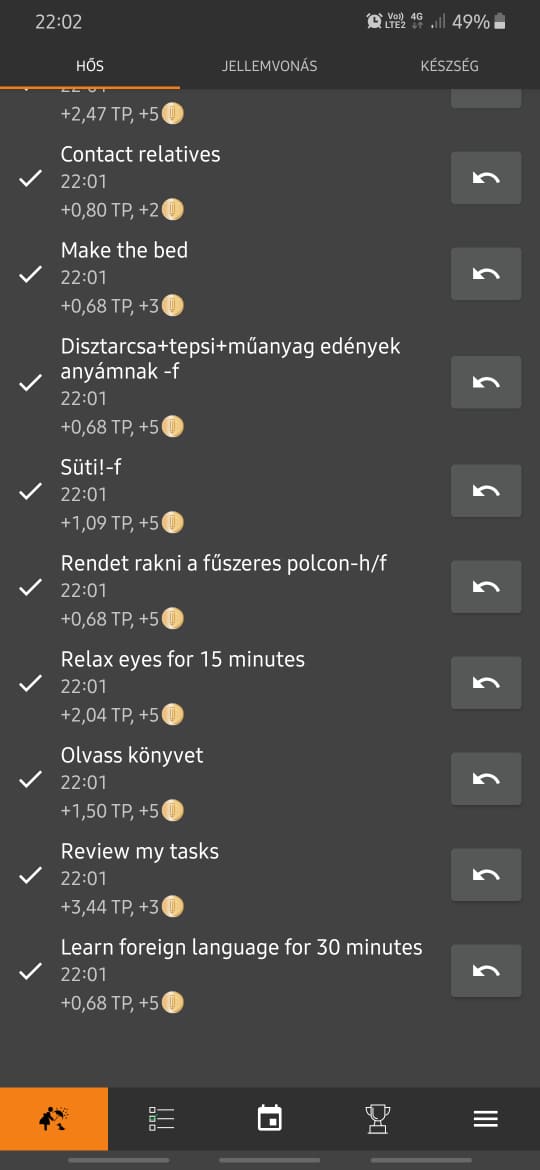 22:02
Vo)) 4G
LTE2
49%
HŐS
JELLEMVONÁS
KÉSZSÉG
+2,47 TP, +5
Contact relatives
22:01
+0,80 TP, +2
Make the bed
22:01
+0,68 TP, +3
Disztarcsa+tepsi+műanyag edények
anyámnak -f
22:01
+0,68 TP, +5
Süti!-f
22:01
+1,09 TP, +5
Rendet rakni a fűszeres polcon-h/f
22:01
+0,68 TP, +5
Relax eyes for 15 minutes
22:01
+2,04 TP, +5
Olvass könyvet
22:01
+1,50 TP, +5
Review my tasks
22:01
+3,44 TP, +3
Learn foreign language for 30 minutes
22:01
+0,68 TP, +5